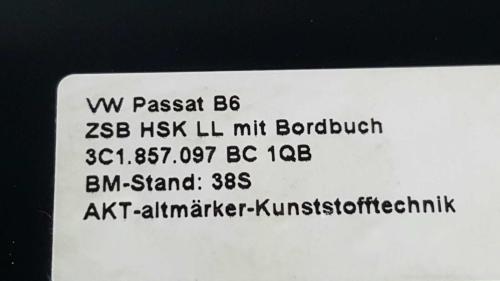 VW Passat B6
ZSB HSK LL mit Bordbuch
3C1.857.097 BC 1QB
BM-Stand: 38S
AKT-altmärker-Kunststofftechnik